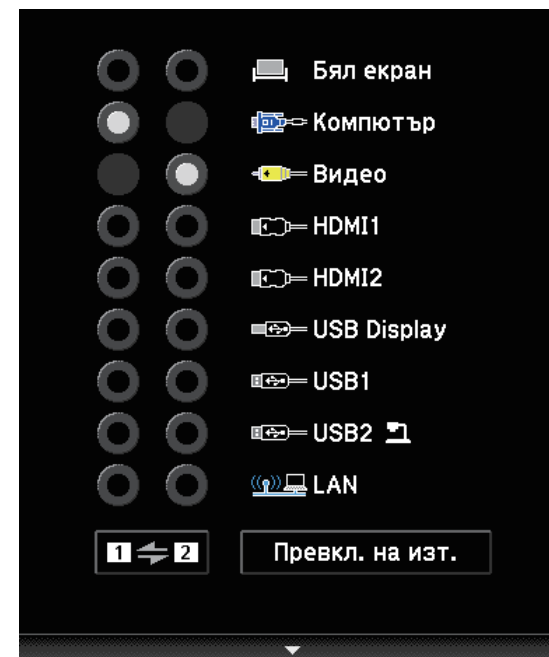 Бял екран
Компютър
Видео
HDMI1
HDMI2
USB Display
USB1
USB2
LAN
1 2 Превкл. на изт.